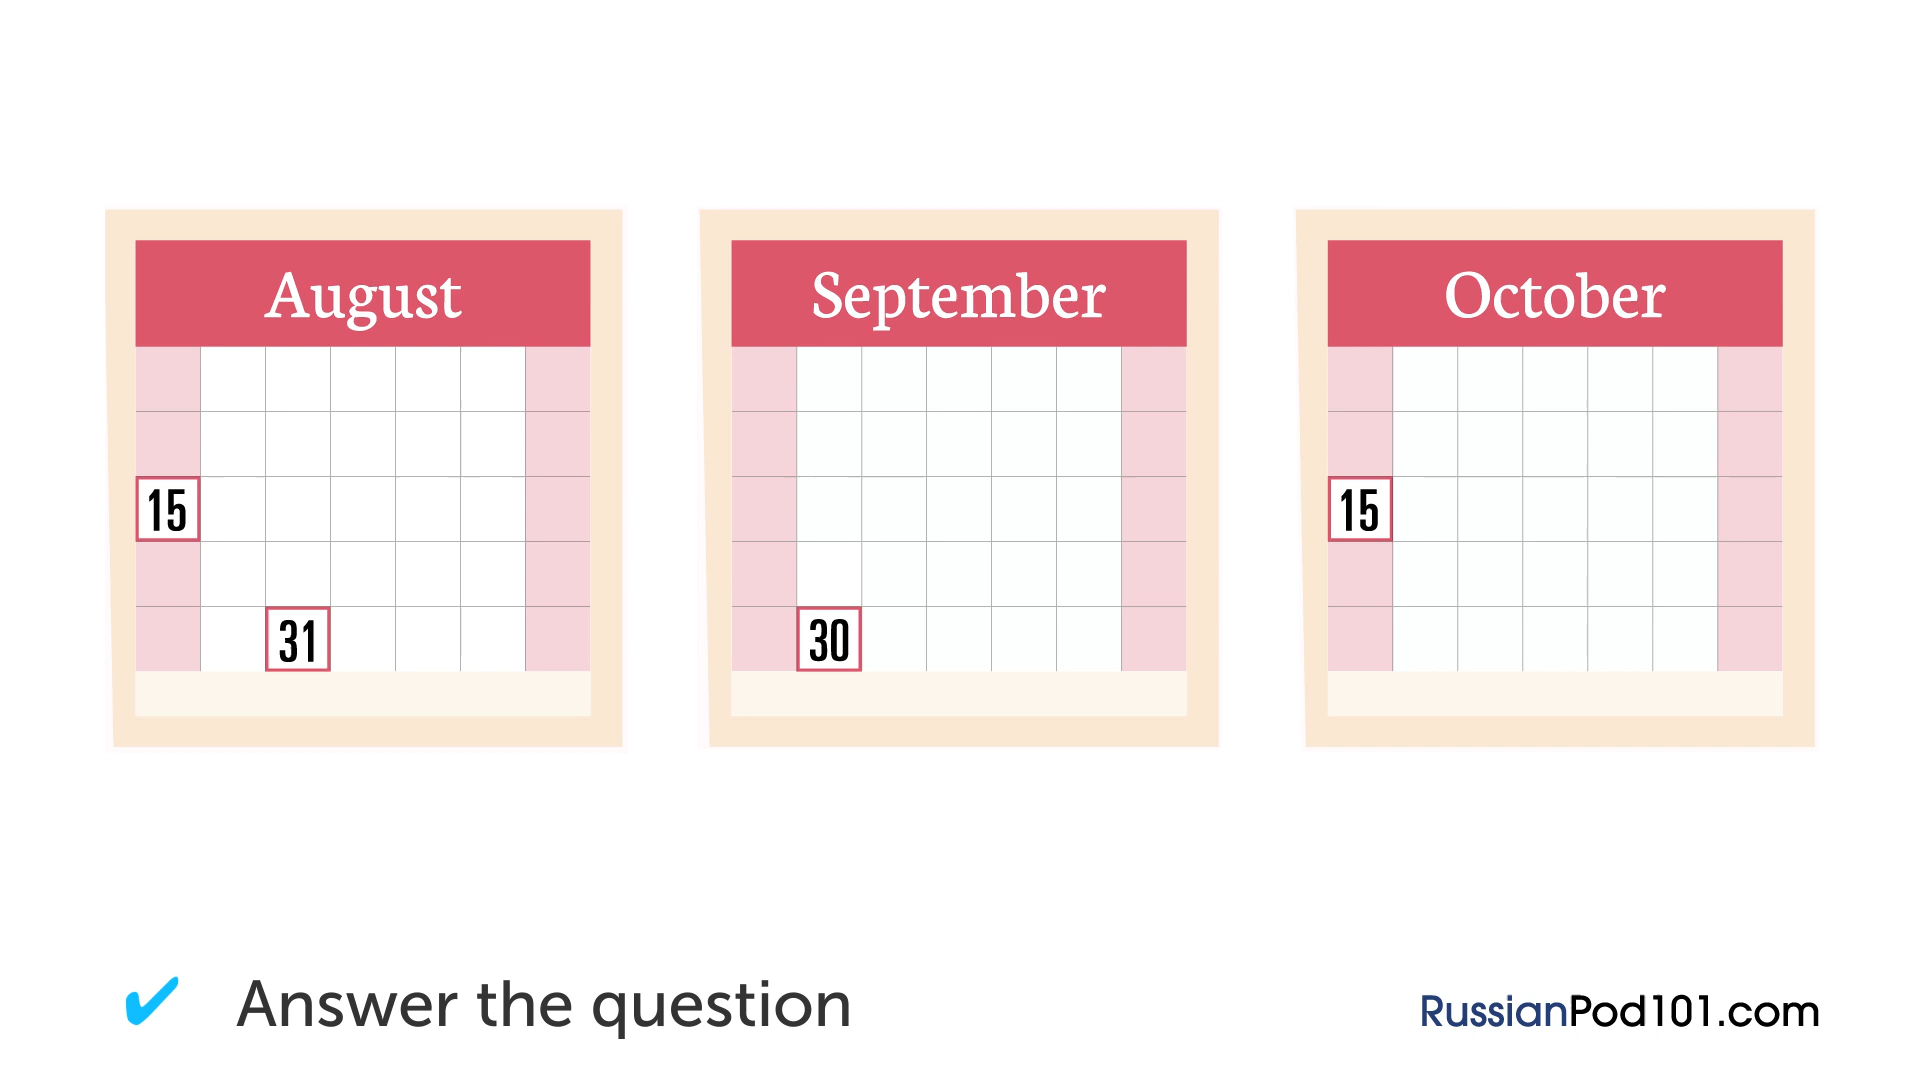 August
15
31
September
30
October
15
✔ Answer the question
RussianPod101.com